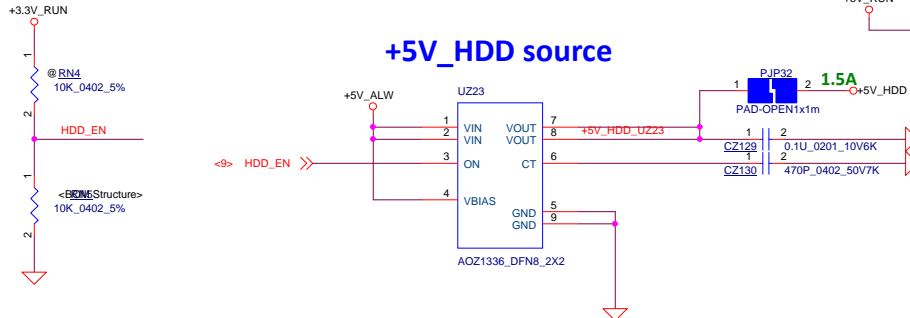 +3.3V_RUN
1
@ RN4
10K_0402_5%
2
HDD_EN
1
10K_0402_5%
2
+5V_HDD source
+5V_ALW
UZ23
1 VIN
2 VIN
3 ON
4 VBIAS
VOUT 7
VOUT 8
CT 6
GND 5
GND 9
AOZ1336_DFN8_2X2
<9> HDD_EN
+5V_HDD_UZ23
PJP32
1 2
1.5A
+5V_HDD
PAD-OPEN1x1m
1 2
CZ129 0.1U_0201_10V6K
1 2
CZ130 470P_0402_50V7K